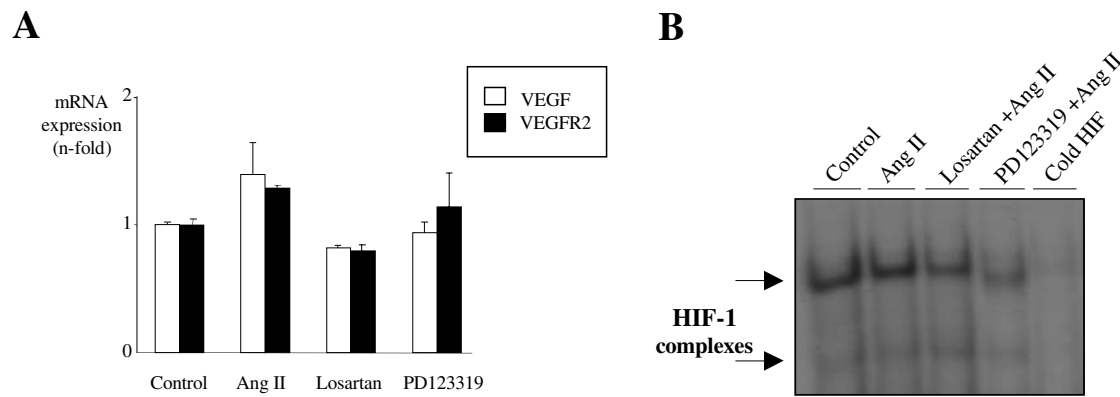 A
mRNA
expression
(n-fold)
2
1
0
VEGF
VEGFR2
Control
Ang II
Losartan
PD123319
B
Control
Ang II
Losartan +Ang II
PD123319 +Ang II
Cold HIF
HIF-1
complexes